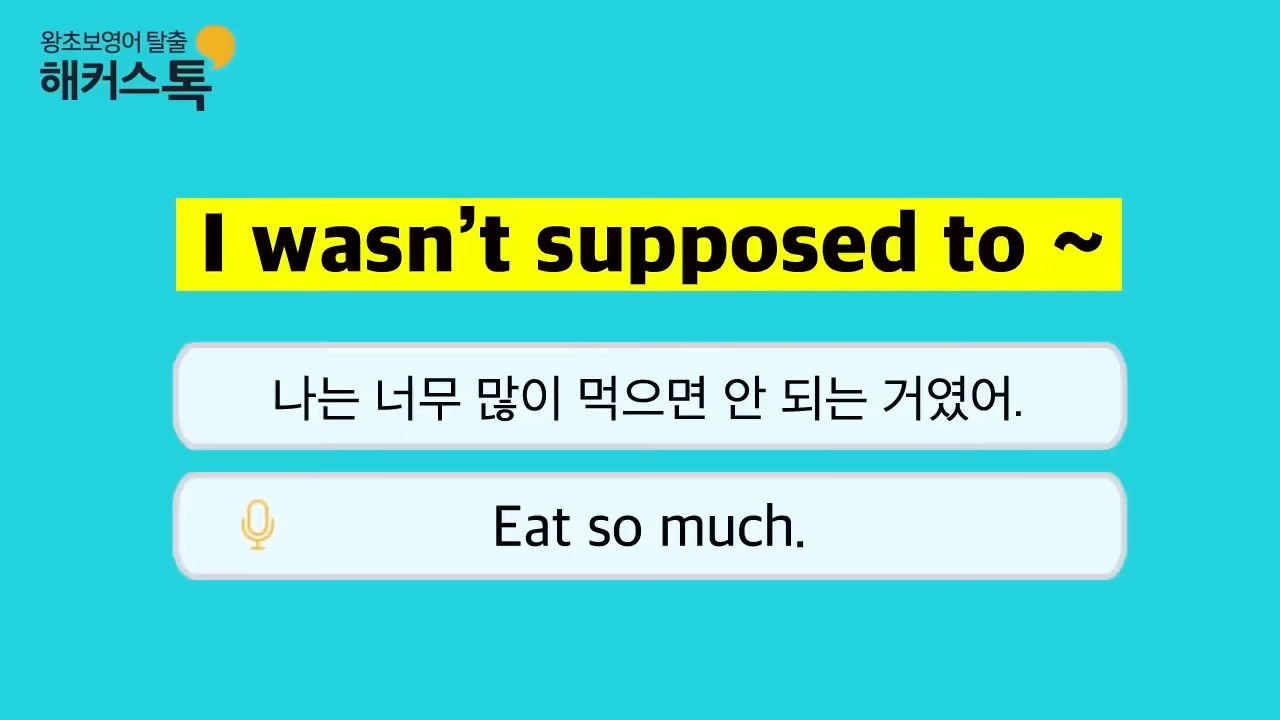 왕초보영어 탈출
해커스톡
I wasn’t supposed to ~
나는 너무 많이 먹으면 안 되는 거였어.
Eat so much.